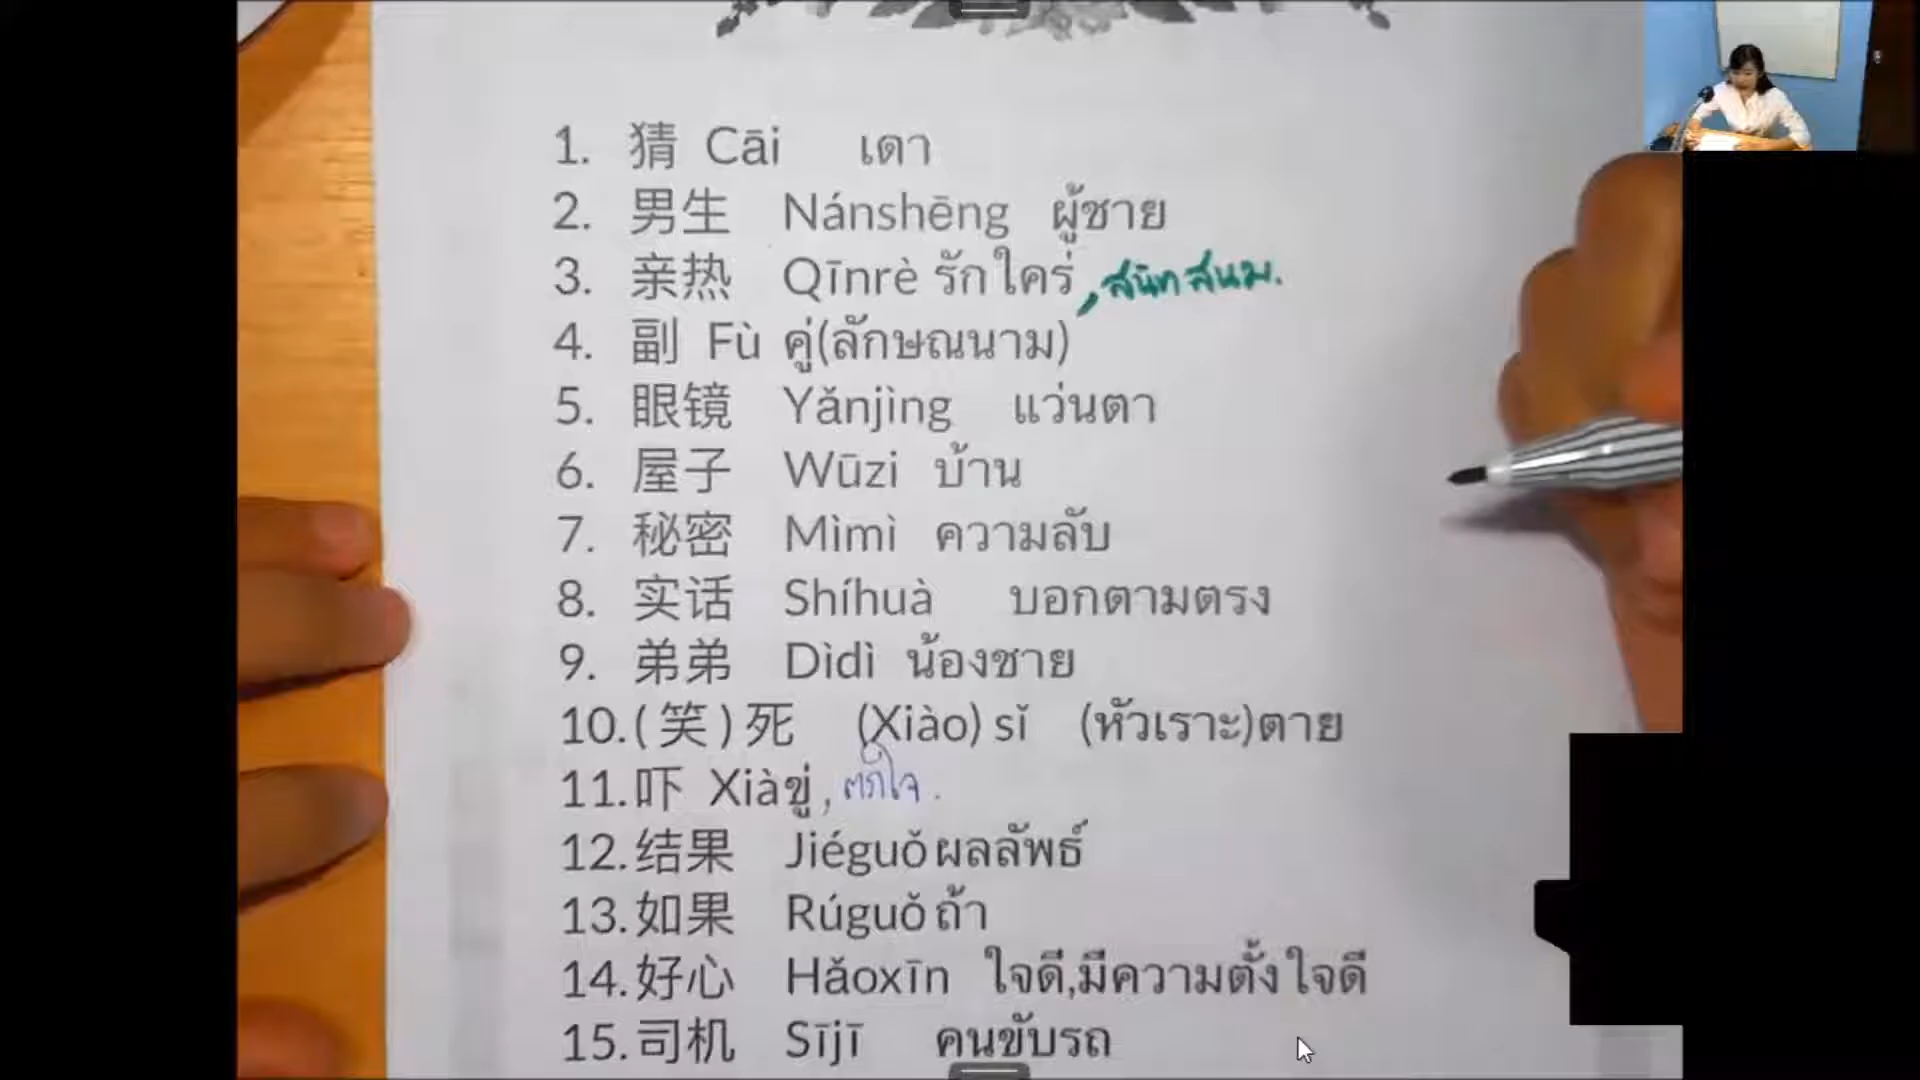 1. 猜 Cāi เดา
2. 男生 Nánshēng ผู้ชาย
3. 亲热 Qīnrè รักใคร่ ,สนิทสนม.
4. 副 Fù คู่(ลักษณนาม)
5. 眼镜 Yǎnjìng แว่นตา
6. 屋子 Wūzi บ้าน
7. 秘密 Mìmì ความลับ
8. 实话 Shíhuà บอกตามตรง
9. 弟弟 Dìdì น้องชาย
10.(笑)死 (Xiào) sǐ (หัวเราะ)ตาย
11.吓 Xiàขู่ ,ตกใจ.
12.结果 Jiéguǒ ผลลัพธ์
13.如果 Rúguǒ ถ้า
14.好心 Hǎoxīn ใจดี,มีความตั้งใจดี
15.司机 Sījī คนขับรถ